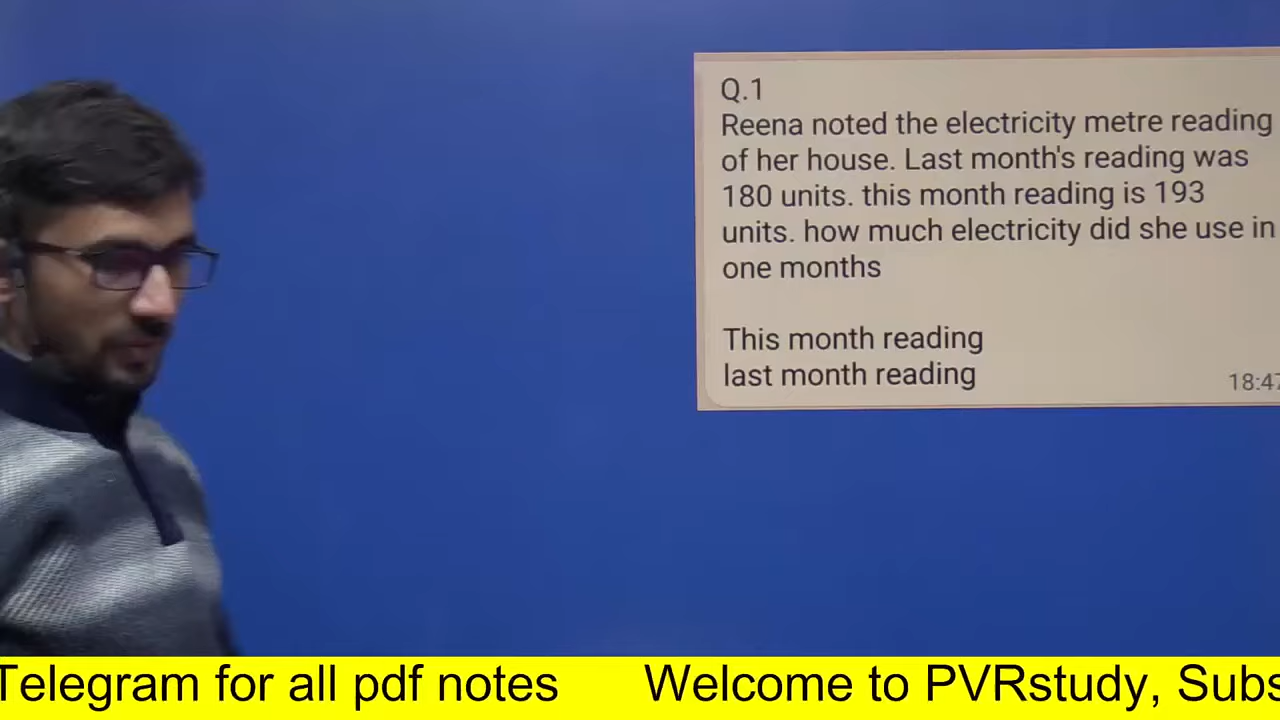 Q.1
Reena noted the electricity metre reading
of her house. Last month's reading was
180 units. this month reading is 193
units. how much electricity did she use in
one months
This month reading
last month reading
18:47
Telegram for all pdf notes Welcome to PVRstudy, Subs